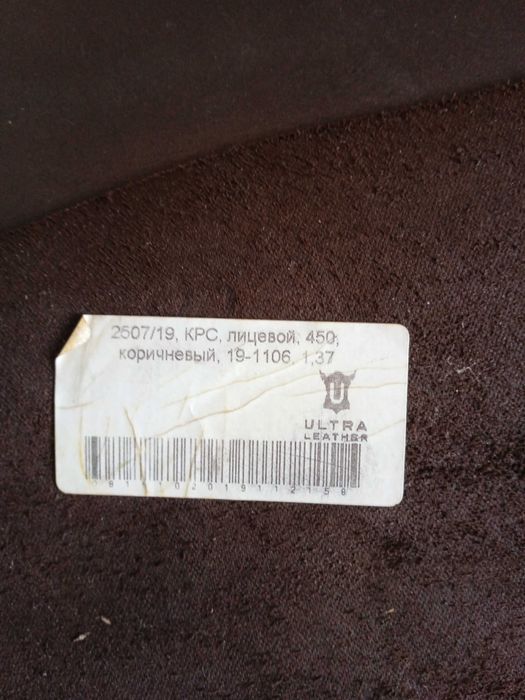 2507/19, КРС, лицевой, 450,
коричневый, 19-1106, 1,37
U
ULTRA
LEATHER